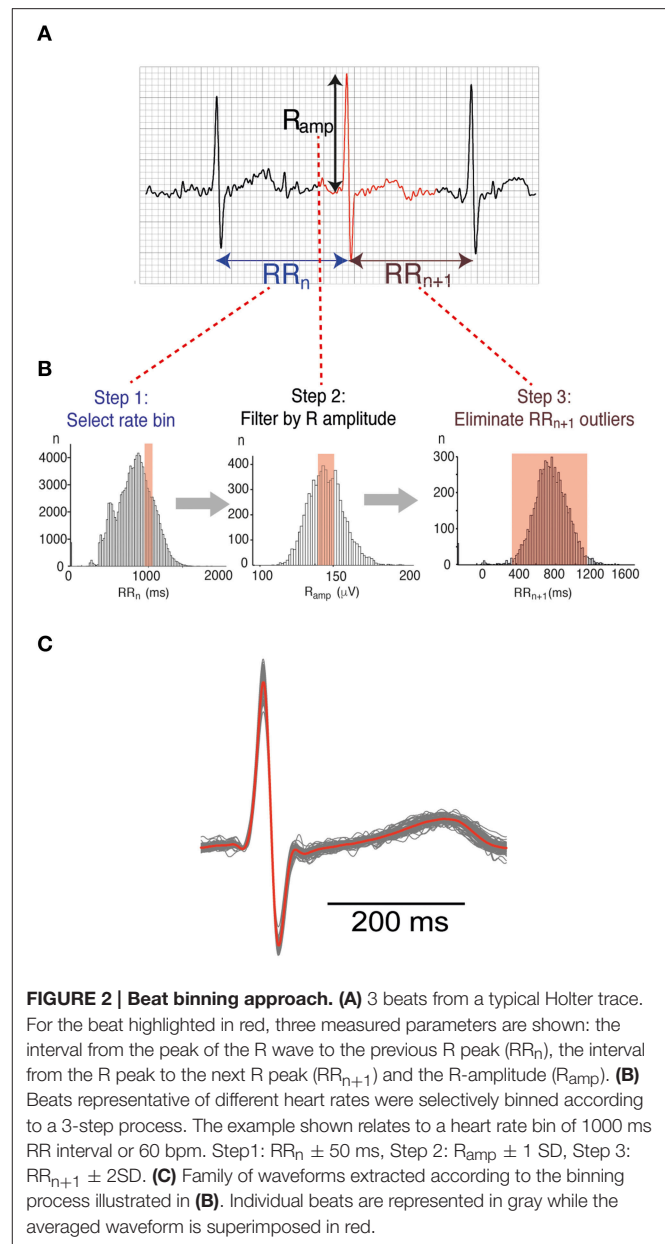 A
R_amp
RR_n
RR_n+1
B
Step 1:
Select rate bin
Step 2:
Filter by R amplitude
Step 3:
Eliminate RR_n+1 outliers
n
4000
3000
2000
1000
0
0
1000
2000
RR_n (ms)
n
400
300
200
100
0
100
150
200
R_amp (μV)
n
300
200
100
0
0
400
800
1200
1600
RR_n+1(ms)
C
200 ms
FIGURE 2 | Beat binning approach. (A) 3 beats from a typical Holter trace.
For the beat highlighted in red, three measured parameters are shown: the
interval from the peak of the R wave to the previous R peak (RR_n), the interval
from the R peak to the next R peak (RR_n+1) and the R-amplitude (R_amp). (B)
Beats representative of different heart rates were selectively binned according
to a 3-step process. The example shown relates to a heart rate bin of 1000 ms
RR interval or 60 bpm. Step1: RR_n ± 50 ms, Step 2: R_amp ± 1 SD, Step 3:
RR_n+1 ± 2SD. (C) Family of waveforms extracted according to the binning
process illustrated in (B). Individual beats are represented in gray while the
averaged waveform is superimposed in red.